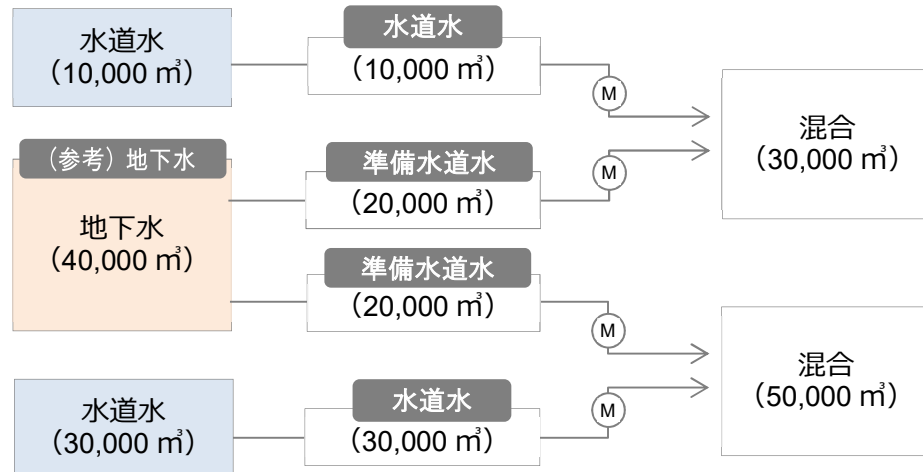 水道水
（10,000 ㎥）
水道水
（10,000 ㎥）
M
混合
（30,000 ㎥）
（参考）地下水
地下水
（40,000 ㎥）
準備水道水
（20,000 ㎥）
M
準備水道水
（20,000 ㎥）
M
混合
（50,000 ㎥）
水道水
（30,000 ㎥）
水道水
（30,000 ㎥）
M